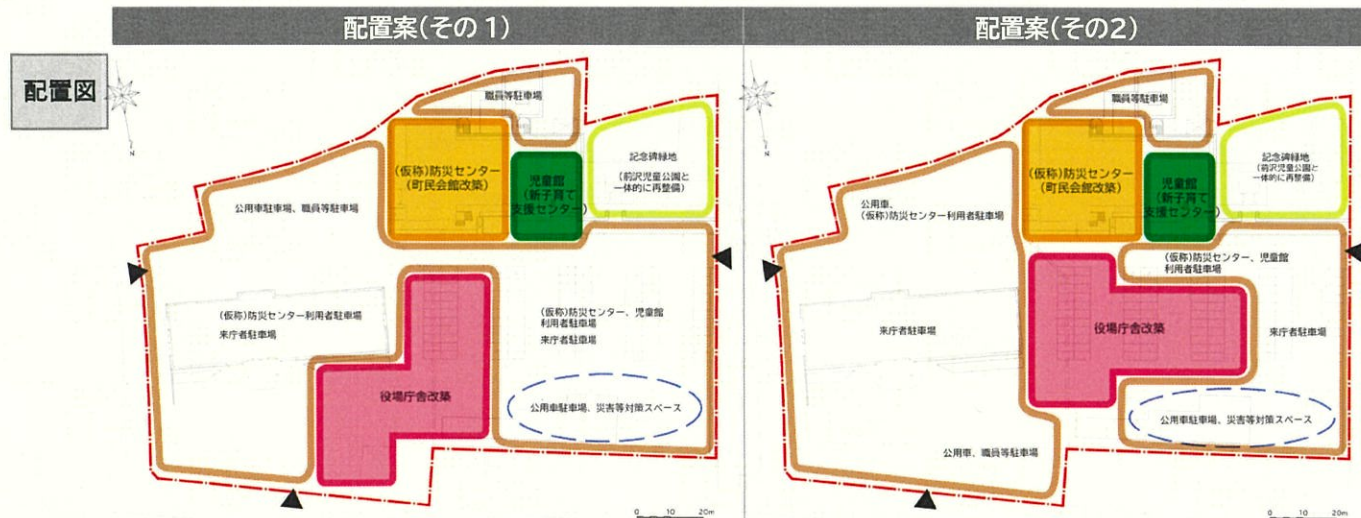 配置案(その1)
配置案(その2)
配置図
N
職員等駐車場
(仮称)防災センター
(町民会館改築)
児童館
(新子育て
支援センター)
記念碑緑地
(前沢児童公園と
一体的に再整備)
公用車駐車場、職員等駐車場
(仮称)防災センター利用者駐車場
来庁者駐車場
(仮称)防災センター、児童館
利用者駐車場
来庁者駐車場
役場庁舎改築
公用車駐車場、災害等対策スペース
0 10 20m
N
職員等駐車場
(仮称)防災センター
(町民会館改築)
児童館
(新子育て
支援センター)
記念碑緑地
(前沢児童公園と
一体的に再整備)
公用車、
(仮称)防災センター利用者駐車場
(仮称)防災センター、児童館
利用者駐車場
来庁者駐車場
役場庁舎改築
来庁者駐車場
公用車駐車場、災害等対策スペース
公用車、職員等駐車場
0 10 20m